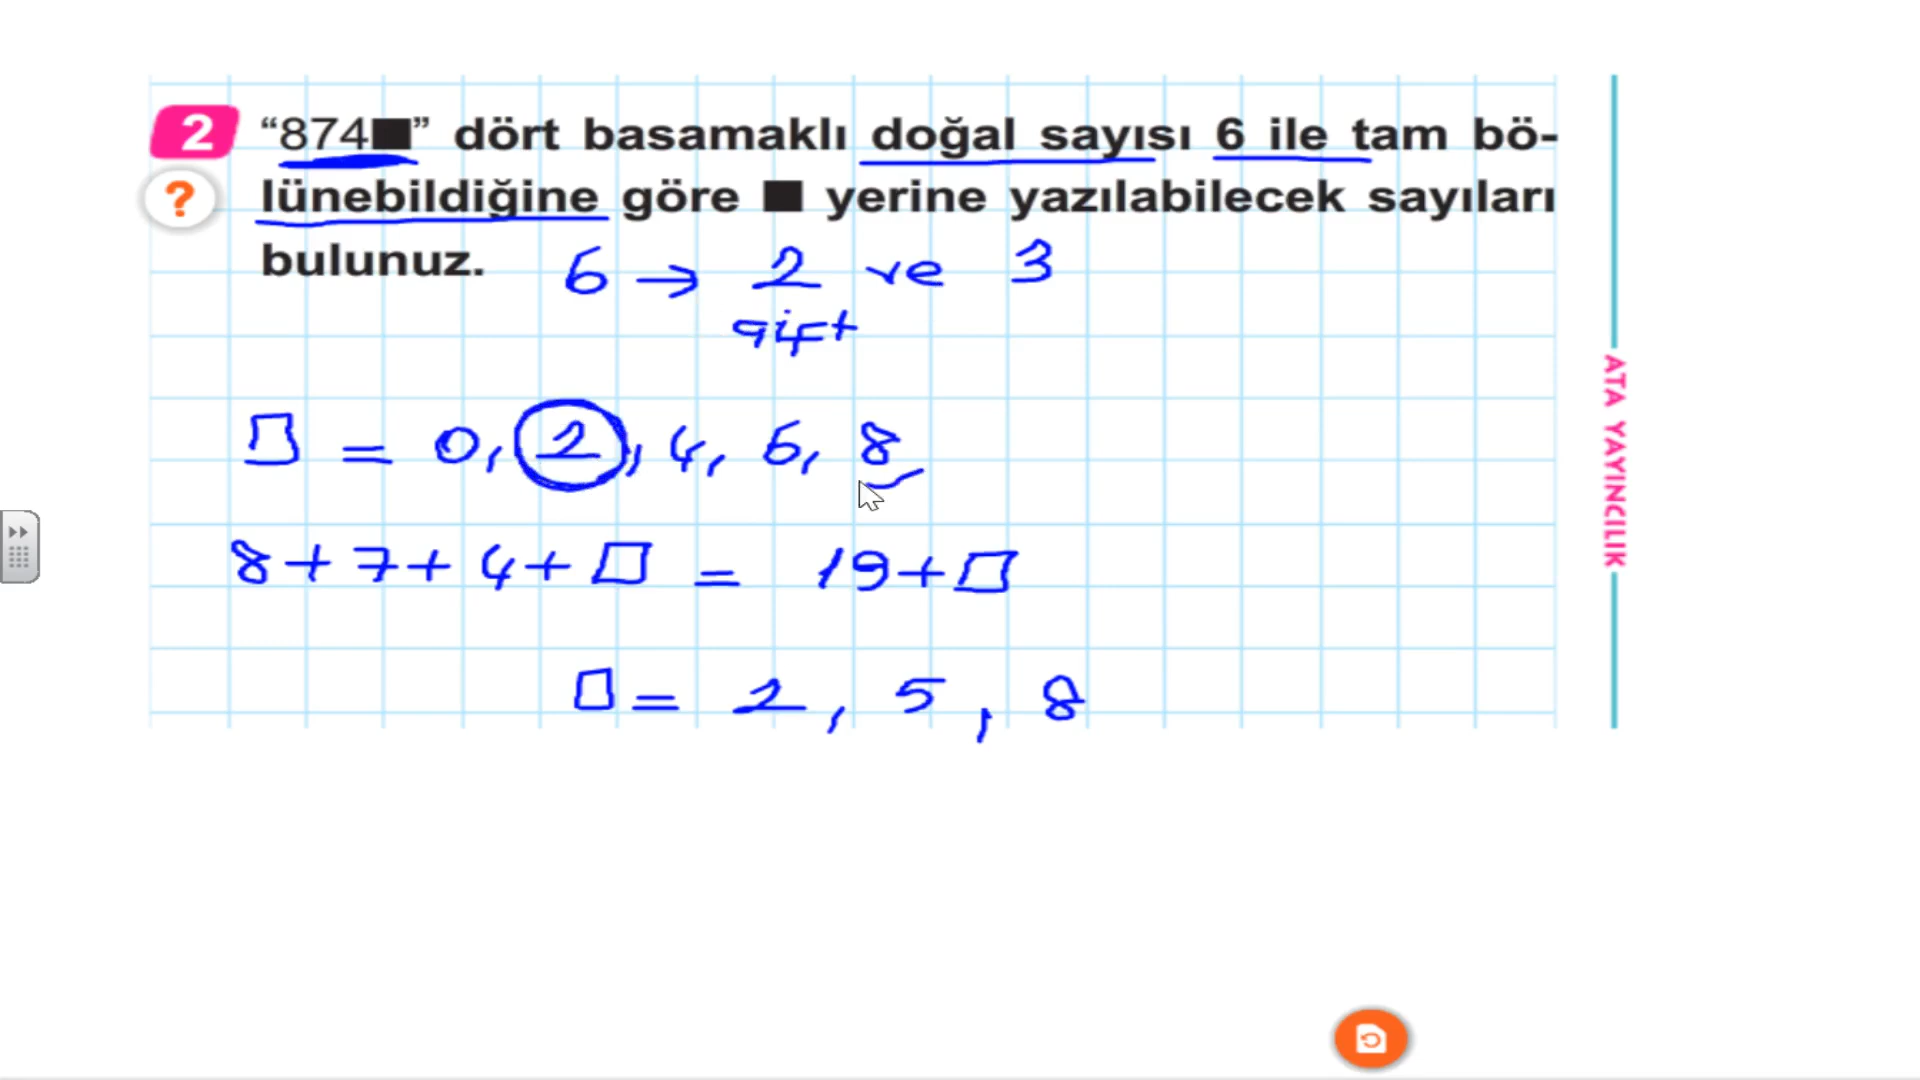 2 “874■” dört basamaklı doğal sayısı 6 ile tam bö-
? lünebildiğine göre ■ yerine yazılabilecek sayıları
bulunuz. 6 → 2 ve 3
çift
□ = 0, 2, 4, 6, 8
8+7+4+□ = 19+□
□ = 2, 5, 8
ATA YAYINCILIK